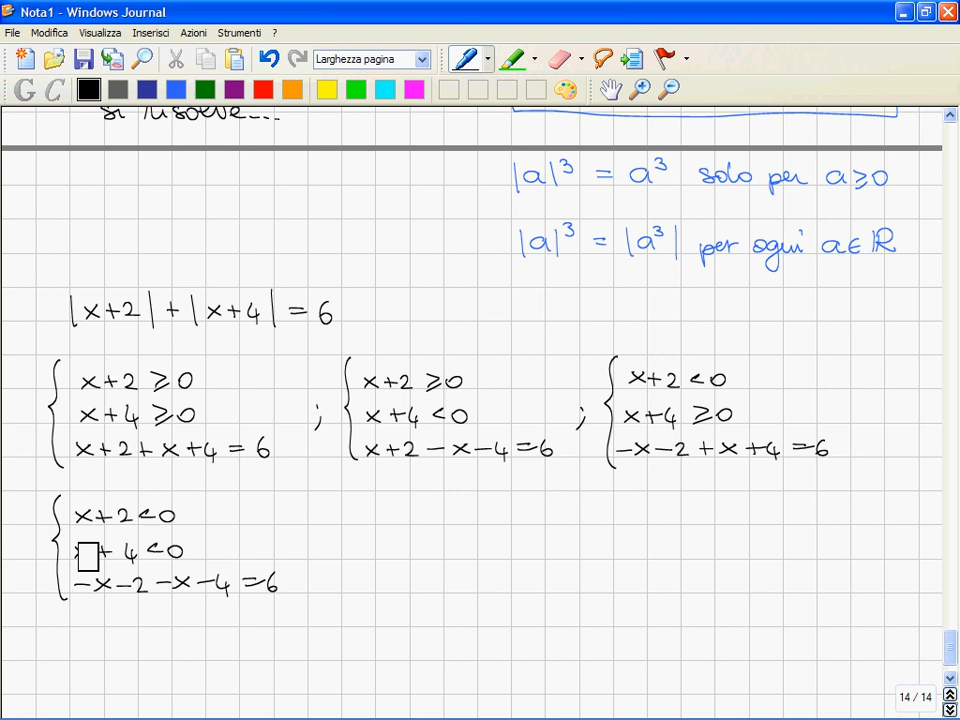 Nota1 - Windows Journal
File Modifica Visualizza Inserisci Azioni Strumenti ?
Larghezza pagina
G C
si risolve...
|a|³ = a³ solo per a ≥ 0
|a|³ = |a³| per ogni a ∈ ℝ
|x+2| + |x+4| = 6
{ x+2 ≥ 0
x+4 ≥ 0
x+2+x+4 = 6
; { x+2 ≥ 0
x+4 < 0
x+2-x-4 = 6
; { x+2 < 0
x+4 ≥ 0
-x-2+x+4 = 6
{ x+2 < 0
x+4 < 0
-x-2-x-4 = 6
14 / 14